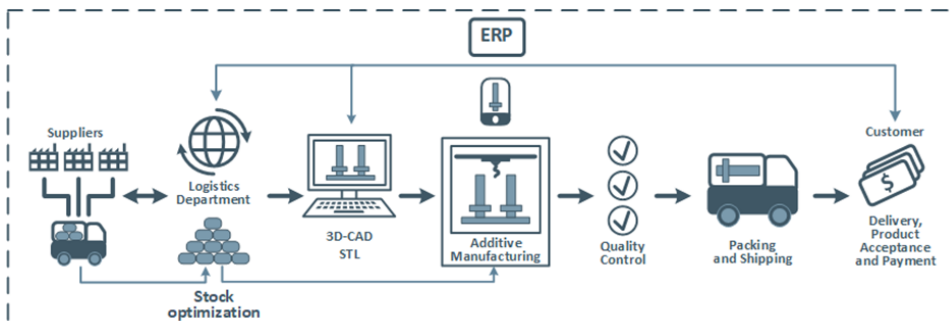 ERP
Suppliers
Customer
Logistics
Department
3D-CAD
STL
Additive
Manufacturing
Quality
Control
Packing
and Shipping
$
Delivery,
Product
Acceptance
and Payment
Stock
optimization